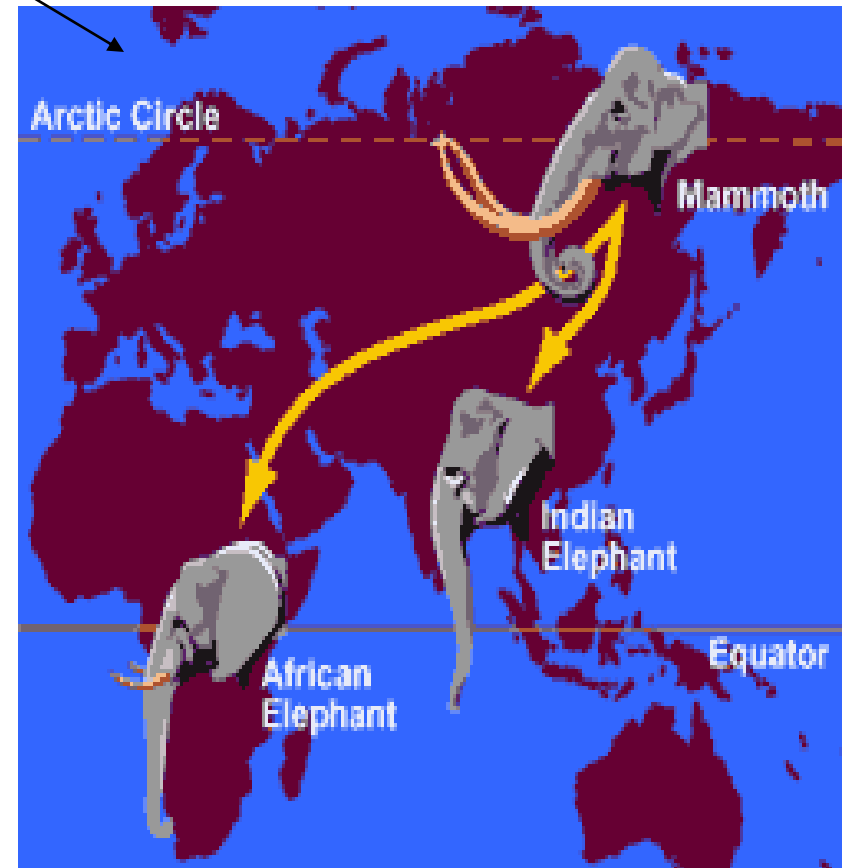 Arctic Circle
Mammoth
Indian
Elephant
Equator
African
Elephant